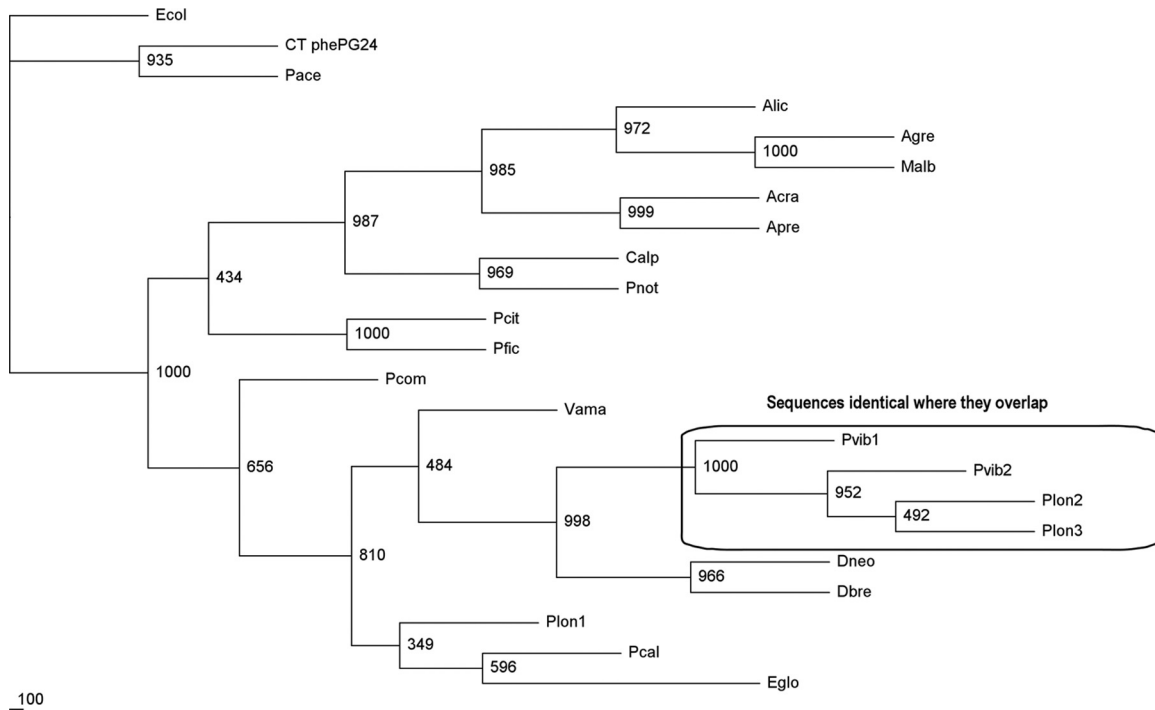 Ecol
CT phePG24
935
Pace
Alic
972
Agre
1000
Malb
985
Acra
999
Apre
987
Calp
969
Pnot
434
Pcit
1000
Pfic
1000
Pcom
Sequences identical where they overlap
Vama
Pvib1
656
484
1000
Pvib2
952
Plon2
492
998
Plon3
810
Dneo
966
Dbre
Plon1
349
Pcal
596
Eglo
100